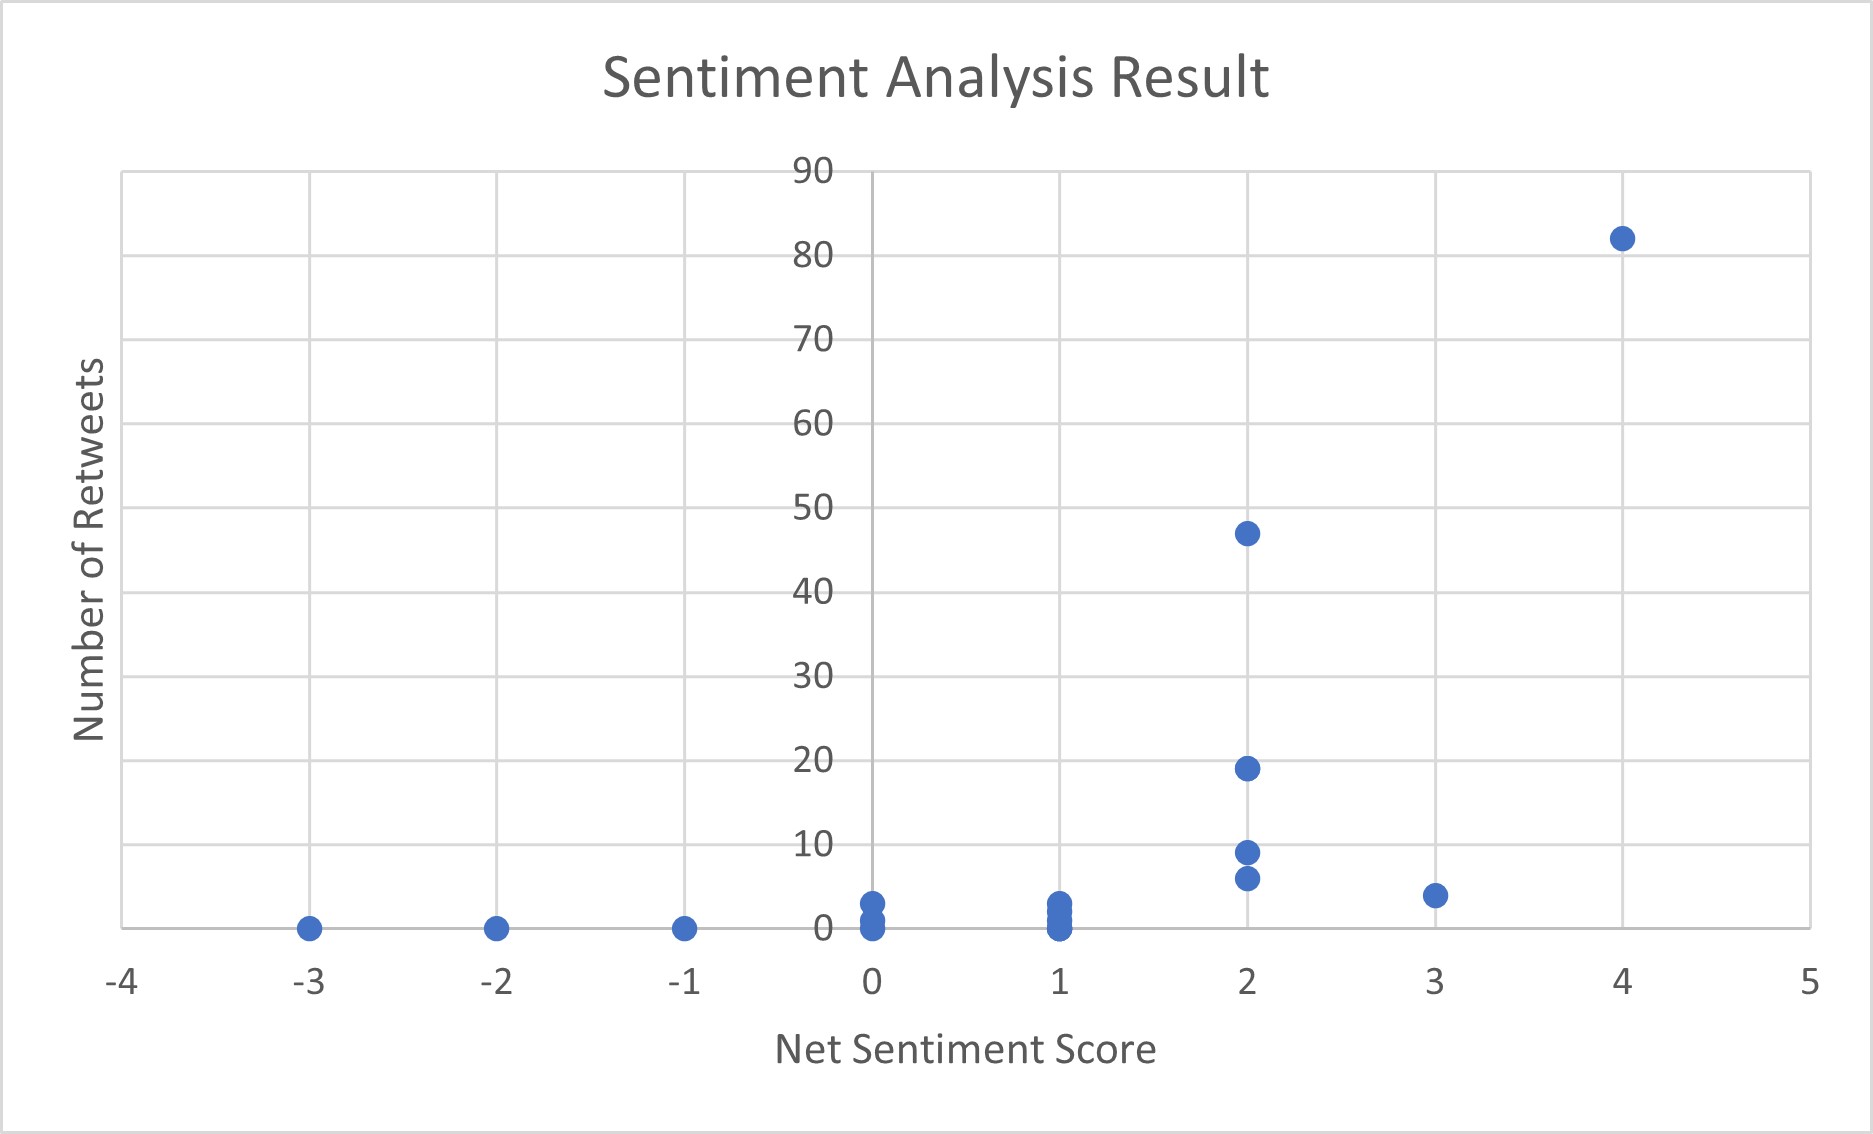 Sentiment Analysis Result
90
80
70
60
50
40
30
20
10
0
Number of Retweets
-4 -3 -2 -1 0 1 2 3 4 5
Net Sentiment Score